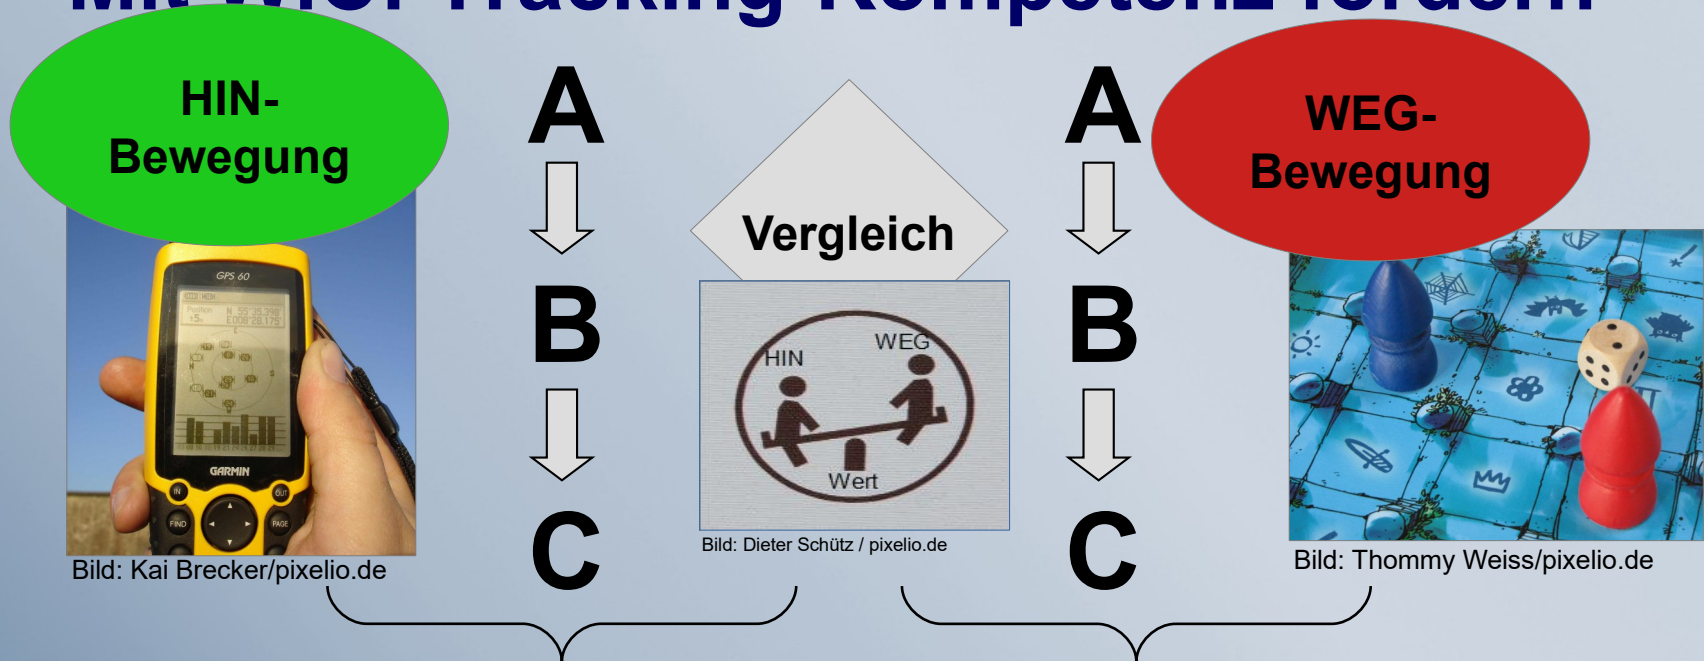 HIN-
Bewegung
A
B
C
Vergleich
HIN
WEG
Wert
Bild: Dieter Schütz / pixelio.de
A
B
C
WEG-
Bewegung
GPS 60
Position
GARMIN
IN
OUT
FIND
PAGE
Bild: Kai Brecker/pixelio.de
Bild: Thommy Weiss/pixelio.de